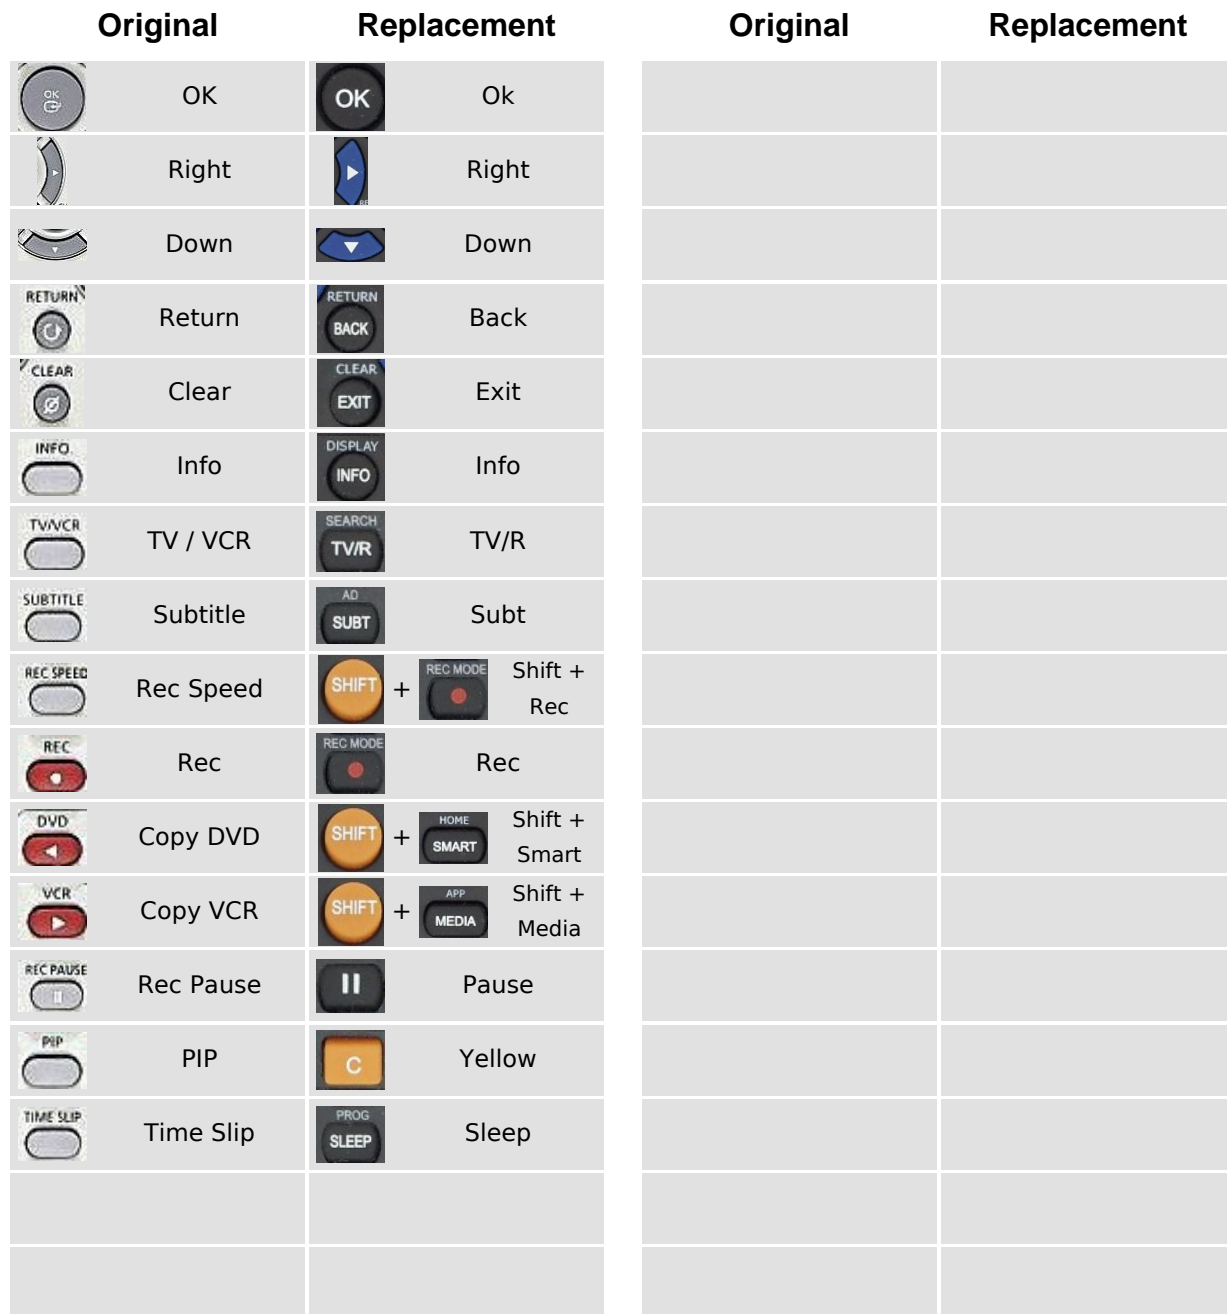 Original Replacement Original Replacement
OK OK OK Ok
Right Right
Down Down
RETURN Return RETURN BACK Back
CLEAR Clear CLEAR EXIT Exit
INFO Info DISPLAY INFO Info
TV/VCR TV / VCR SEARCH TV/R TV/R
SUBTITLE Subtitle AD SUBT Subt
REC SPEED Rec Speed SHIFT + REC MODE Shift +
Rec
REC Rec REC MODE Rec
DVD Copy DVD SHIFT + HOME SMART Shift +
Smart
VCR Copy VCR SHIFT + APP MEDIA Shift +
Media
REC PAUSE Rec Pause Pause
PIP PIP C Yellow
TIME SLIP Time Slip PROG SLEEP Sleep